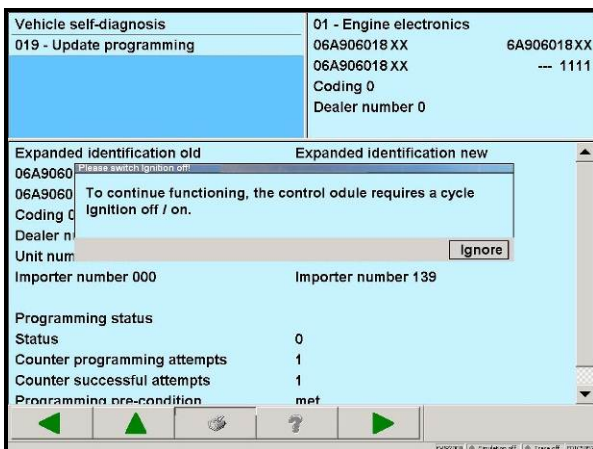 Vehicle self-diagnosis
019 - Update programming
01 - Engine electronics
06A906018XX 6A906018XX
06A906018XX --- 1111
Coding 0
Dealer number 0
Expanded identification old Expanded identification new
06A9060
Please switch Ignition off!
06A9060
To continue functioning, the control odule requires a cycle
Ignition off / on.
Coding 0
Dealer n
Unit num
Ignore
Importer number 000 Importer number 139
Programming status
Status 0
Counter programming attempts 1
Counter successful attempts 1
Programming pre-condition met